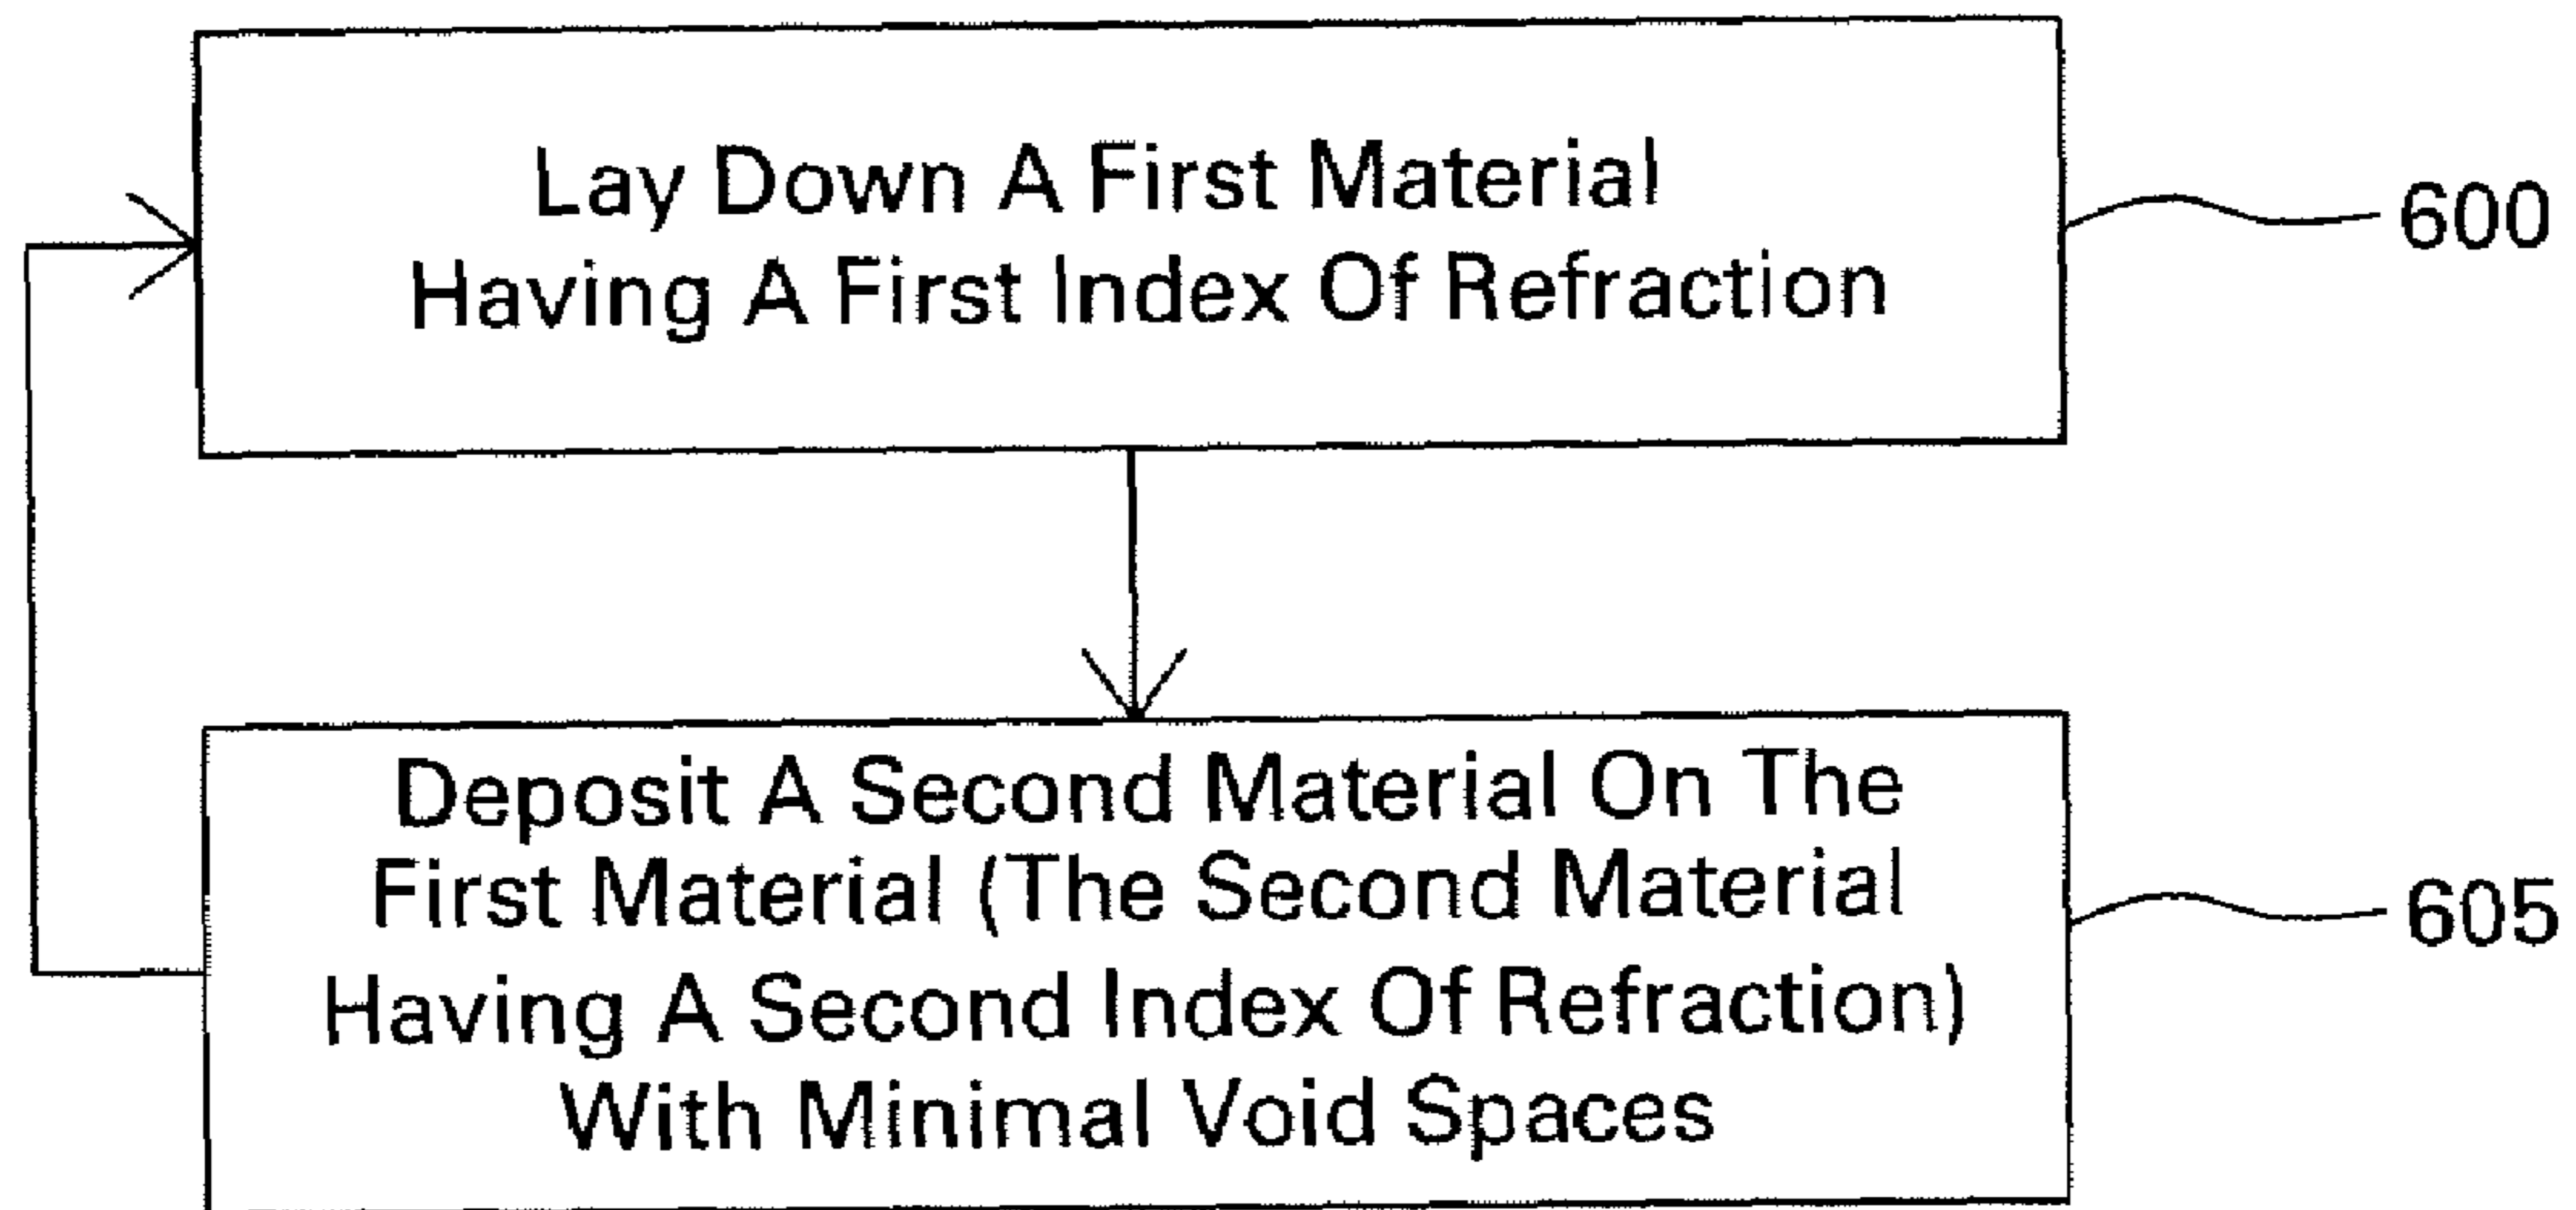 Lay Down A First Material
Having A First Index Of Refraction
600
Deposit A Second Material On The
First Material (The Second Material
Having A Second Index Of Refraction)
With Minimal Void Spaces
605